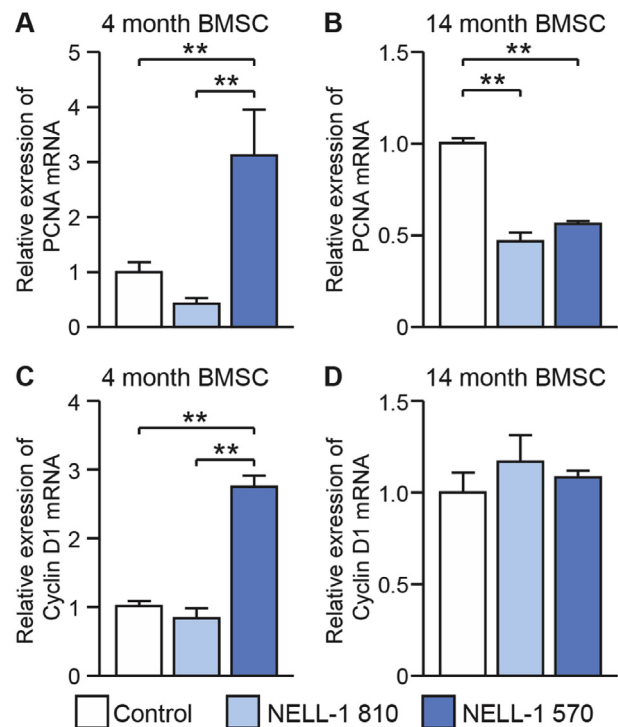 A 4 month BMSC
Relative expression of
PCNA mRNA
5
4
3
2
1
0
**
**
B 14 month BMSC
Relative expression of
PCNA mRNA
1.5
1.0
0.5
0
**
**
C 4 month BMSC
Relative expression of
Cyclin D1 mRNA
4
3
2
1
0
**
**
D 14 month BMSC
Relative expression of
Cyclin D1 mRNA
1.5
1.0
0.5
0
Control NELL-1 810 NELL-1 570